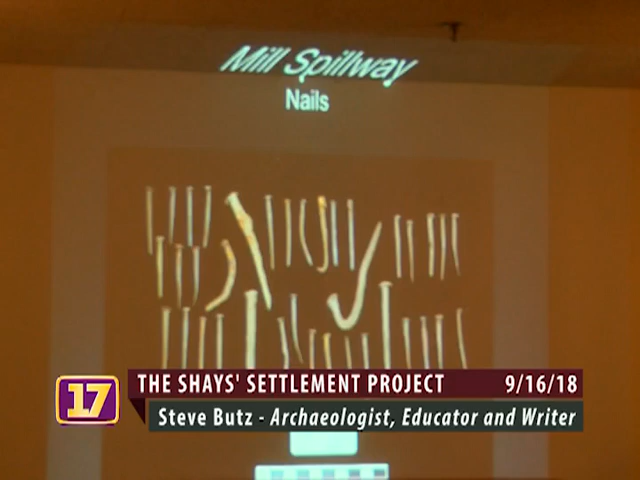 Mill Spillway
Nails
17
THE SHAYS' SETTLEMENT PROJECT 9/16/18
Steve Butz - Archaeologist, Educator and Writer